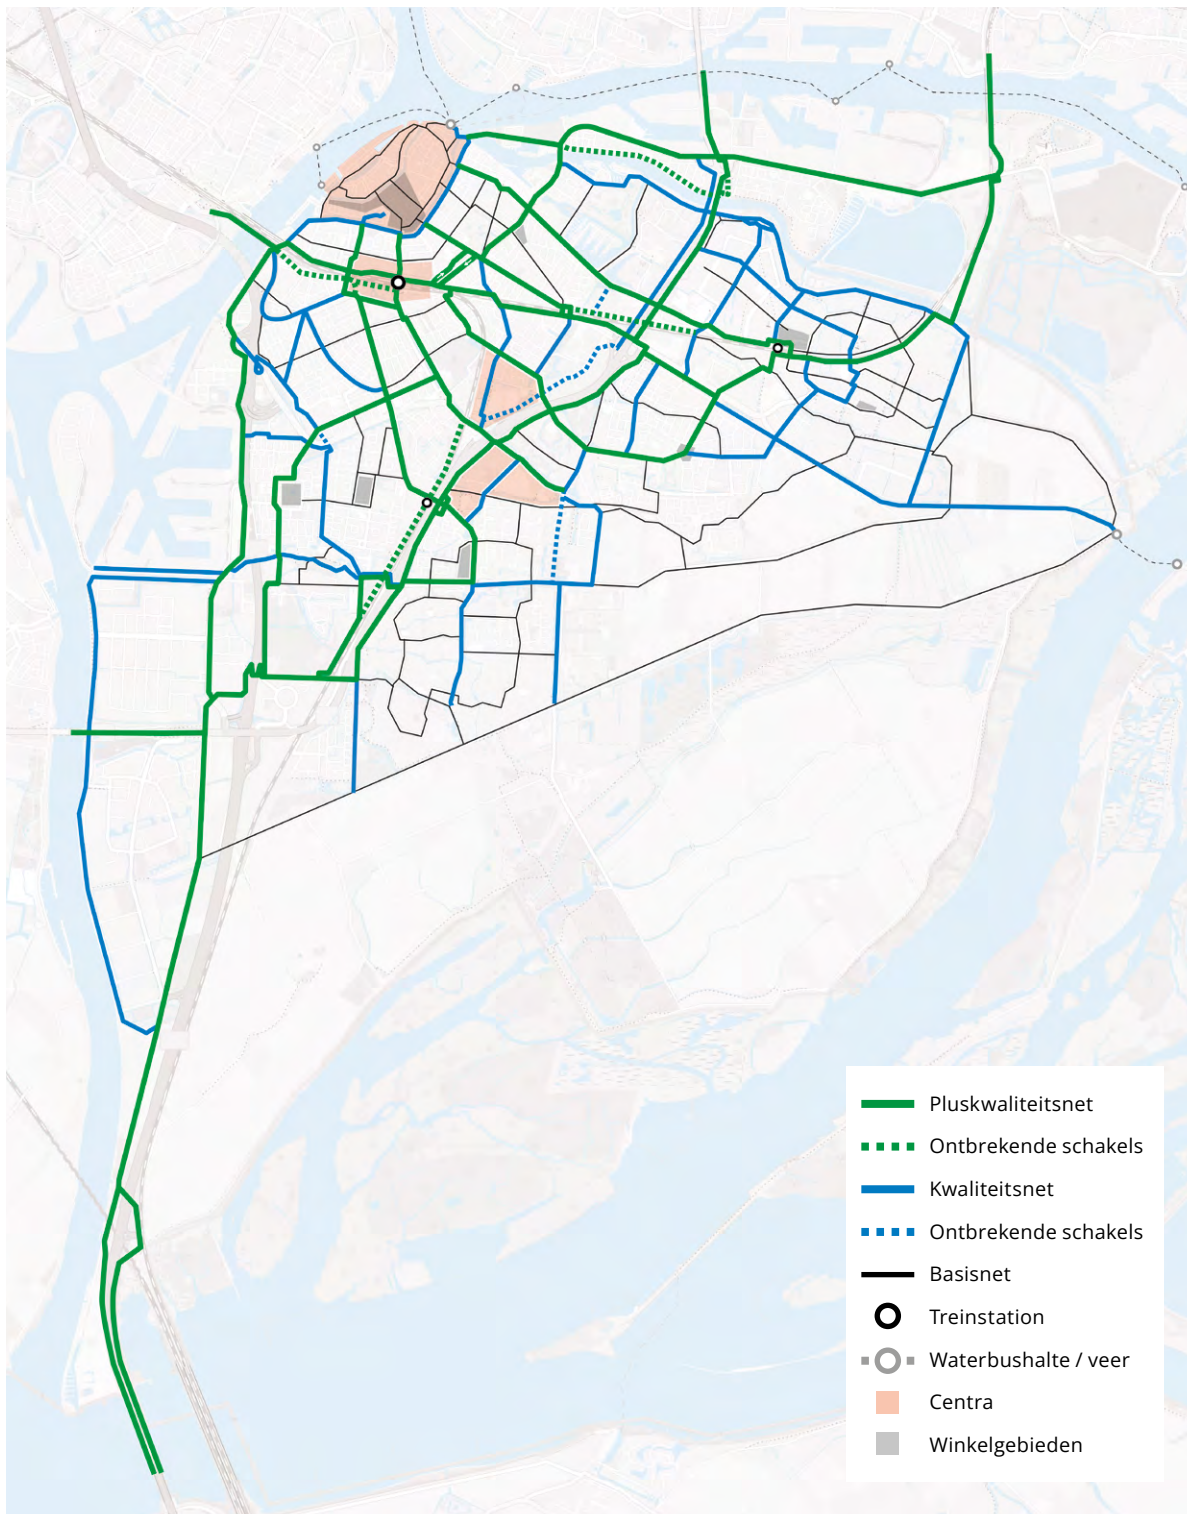 Pluskwaliteitsnet
Ontbrekende schakels
Kwaliteitsnet
Ontbrekende schakels
Basisnet
Treinstation
Waterbushalte / veer
Centra
Winkelgebieden